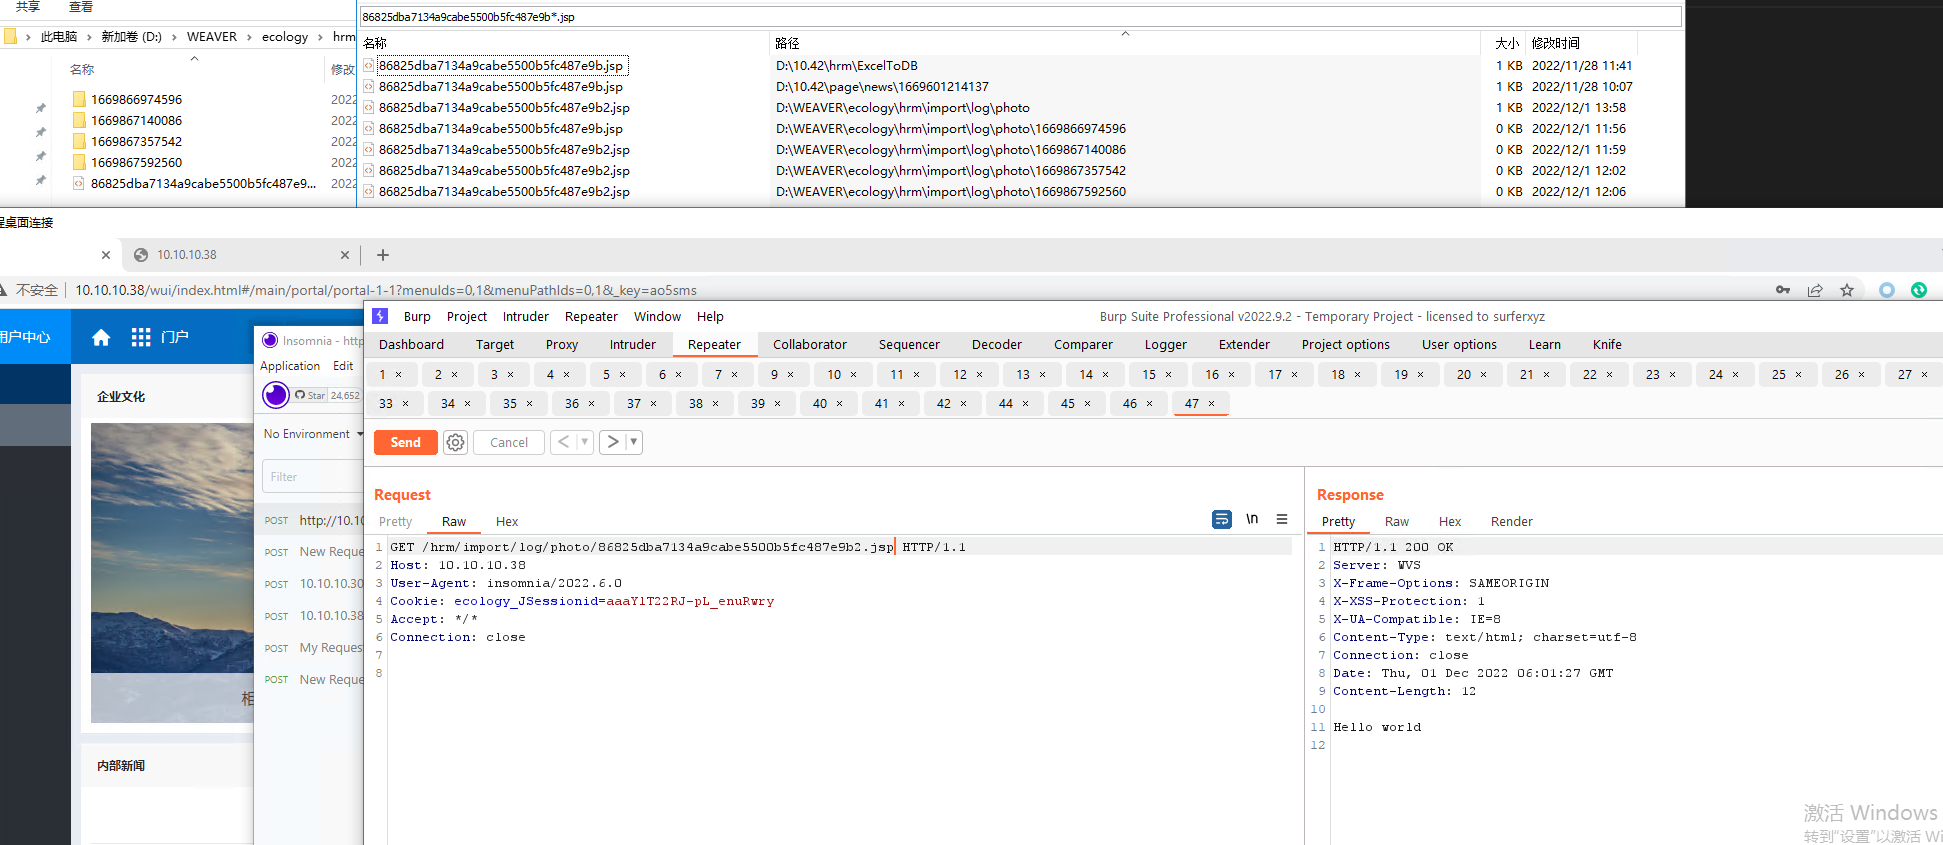 共享 查看
86825dba7134a9cabe5500b5fc487e9b*.jsp
此电脑 › 新加卷 (D:) › WEAVER › ecology › hrm
名称 修改
名称 路径 大小 修改时间
86825dba7134a9cabe5500b5fc487e9b.jsp D:\10.42\hrm\ExcelToDB 1 KB 2022/11/28 11:41
86825dba7134a9cabe5500b5fc487e9b.jsp D:\10.42\page\news\1669601214137 1 KB 2022/11/28 10:07
86825dba7134a9cabe5500b5fc487e9b2.jsp D:\WEAVER\ecology\hrm\import\log\photo 1 KB 2022/12/1 13:58
86825dba7134a9cabe5500b5fc487e9b.jsp D:\WEAVER\ecology\hrm\import\log\photo\1669866974596 0 KB 2022/12/1 11:56
86825dba7134a9cabe5500b5fc487e9b2.jsp D:\WEAVER\ecology\hrm\import\log\photo\1669867140086 0 KB 2022/12/1 11:59
86825dba7134a9cabe5500b5fc487e9b2.jsp D:\WEAVER\ecology\hrm\import\log\photo\1669867357542 0 KB 2022/12/1 12:02
86825dba7134a9cabe5500b5fc487e9b2.jsp D:\WEAVER\ecology\hrm\import\log\photo\1669867592560 0 KB 2022/12/1 12:06
1669866974596 2022
1669867140086 2022
1669867357542 2022
1669867592560 2022
86825dba7134a9cabe5500b5fc487e9... 2022
程桌面连接
10.10.10.38
不安全 10.10.10.38/wui/index.html#/main/portal/portal-1-1?menuIds=0,1&menuPathIds=0,1&_key=ao5sms
用户中心 门户
企业文化
相
内部新闻
Insomnia - http
Application Edit
Star 24,652
No Environment
Filter
POST http://10.10
POST New Reque
POST 10.10.10.30
POST 10.10.10.38
POST My Reques
POST New Reque
Burp Project Intruder Repeater Window Help Burp Suite Professional v2022.9.2 - Temporary Project - licensed to surferxyz
Dashboard Target Proxy Intruder Repeater Collaborator Sequencer Decoder Comparer Logger Extender Project options User options Learn Knife
1 × 2 × 3 × 4 × 5 × 6 × 7 × 9 × 10 × 11 × 12 × 13 × 14 × 15 × 16 × 17 × 18 × 19 × 20 × 21 × 22 × 23 × 24 × 25 × 26 × 27 ×
33 × 34 × 35 × 36 × 37 × 38 × 39 × 40 × 41 × 42 × 44 × 45 × 46 × 47 ×
Send Cancel < >
Request
Pretty Raw Hex \n
1 GET /hrm/import/log/photo/86825dba7134a9cabe5500b5fc487e9b2.jsp HTTP/1.1
2 Host: 10.10.10.38
3 User-Agent: insomnia/2022.6.0
4 Cookie: ecology_JSessionid=aaaY1T22RJ-pL_enuRwry
5 Accept: */*
6 Connection: close
7
8
Response
Pretty Raw Hex Render
1 HTTP/1.1 200 OK
2 Server: WVS
3 X-Frame-Options: SAMEORIGIN
4 X-XSS-Protection: 1
5 X-UA-Compatible: IE=8
6 Content-Type: text/html; charset=utf-8
7 Connection: close
8 Date: Thu, 01 Dec 2022 06:01:27 GMT
9 Content-Length: 12
10
11 Hello world
12
激活 Windows
转到"设置"以激活 Wi